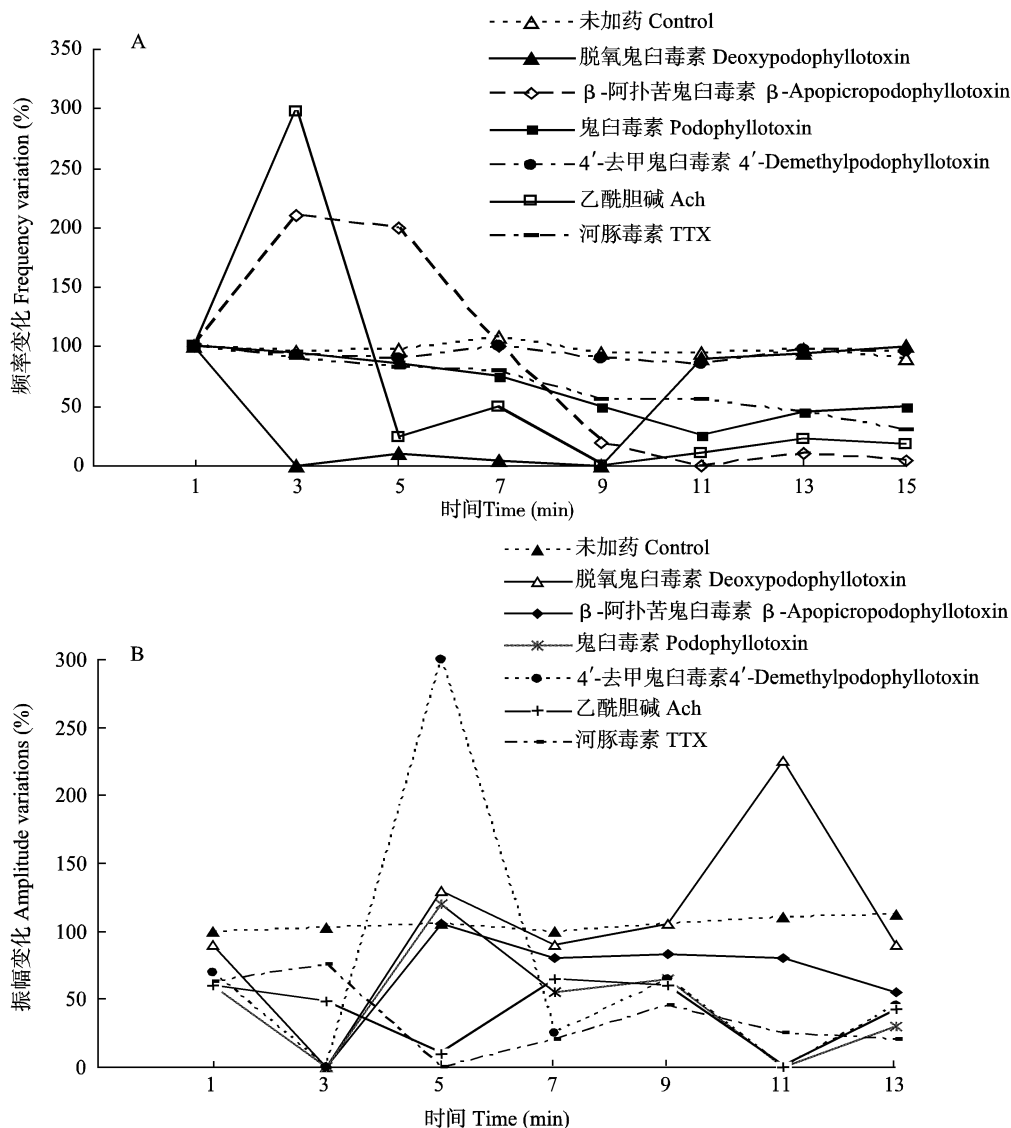 A
未加药 Control
脱氧鬼臼毒素 Deoxypodophyllotoxin
β-阿扑苦鬼臼毒素 β-Apopicropodophyllotoxin
鬼臼毒素 Podophyllotoxin
4′-去甲鬼臼毒素 4′-Demethylpodophyllotoxin
乙酰胆碱 Ach
河豚毒素 TTX
频率变化 Frequency variation (%)
350
300
250
200
150
100
50
0
1 3 5 7 9 11 13 15
时间Time (min)
B
未加药 Control
脱氧鬼臼毒素 Deoxypodophyllotoxin
β-阿扑苦鬼臼毒素 β-Apopicropodophyllotoxin
鬼臼毒素 Podophyllotoxin
4′-去甲鬼臼毒素4′-Demethylpodophyllotoxin
乙酰胆碱 Ach
河豚毒素 TTX
振幅变化 Amplitude variations (%)
300
250
200
150
100
50
0
1 3 5 7 9 11 13
时间 Time (min)